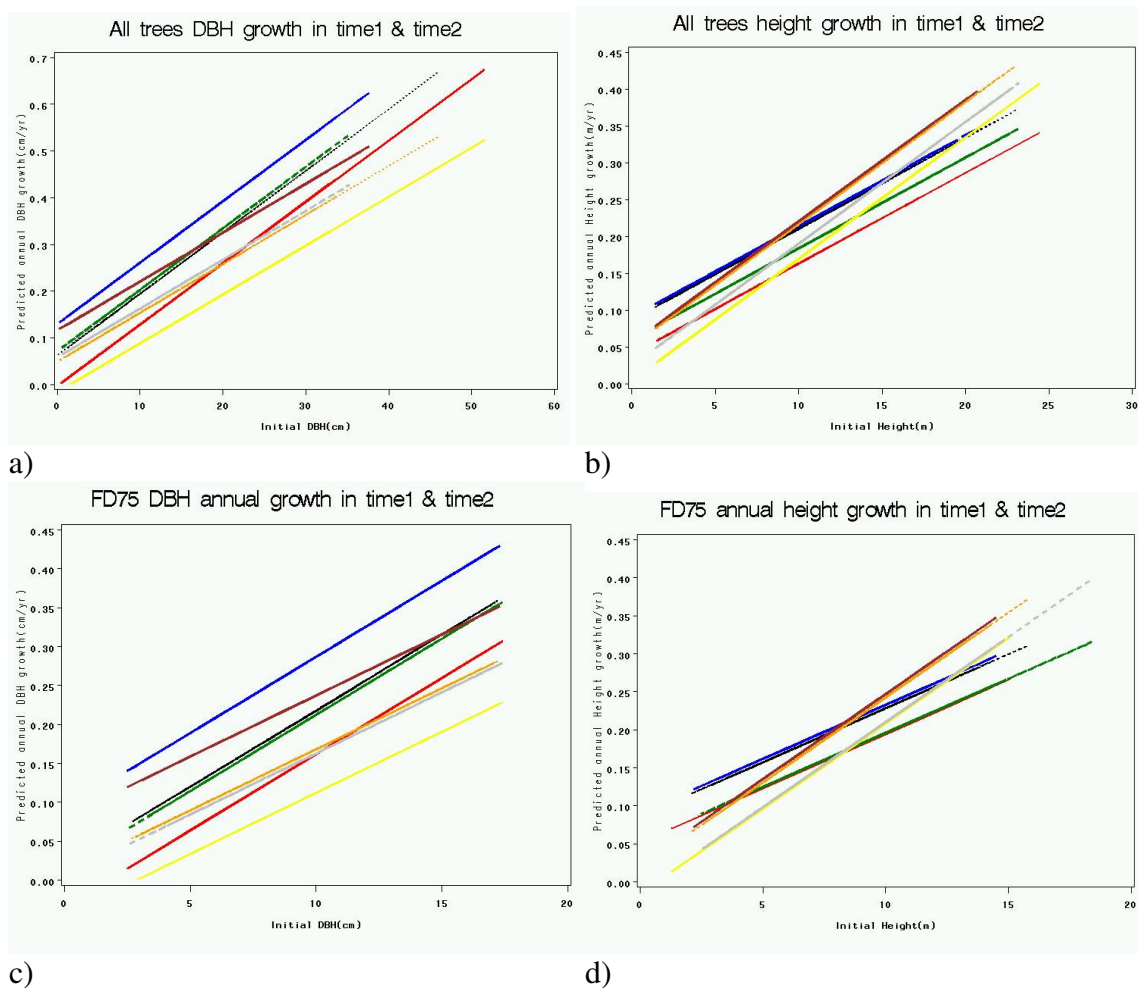 All trees DBH growth in time1 & time2
Predicted annual DBH growth(cm/yr)
0.7
0.6
0.5
0.4
0.3
0.2
0.1
0.0
0 10 20 30 40 50 60
Initial DBH(cm)
a)
All trees height growth in time1 & time2
Predicted annual Height growth(m/yr)
0.45
0.40
0.35
0.30
0.25
0.20
0.15
0.10
0.05
0.00
0 5 10 15 20 25 30
Initial Height(m)
b)
FD75 DBH annual growth in time1 & time2
Predicted annual DBH growth(cm/yr)
0.45
0.40
0.35
0.30
0.25
0.20
0.15
0.10
0.05
0.00
0 5 10 15 20
Initial DBH(cm)
c)
FD75 annual height growth in time1 & time2
Predicted annual Height growth(m/yr)
0.45
0.40
0.35
0.30
0.25
0.20
0.15
0.10
0.05
0.00
0 5 10 15 20
Initial Height(m)
d)